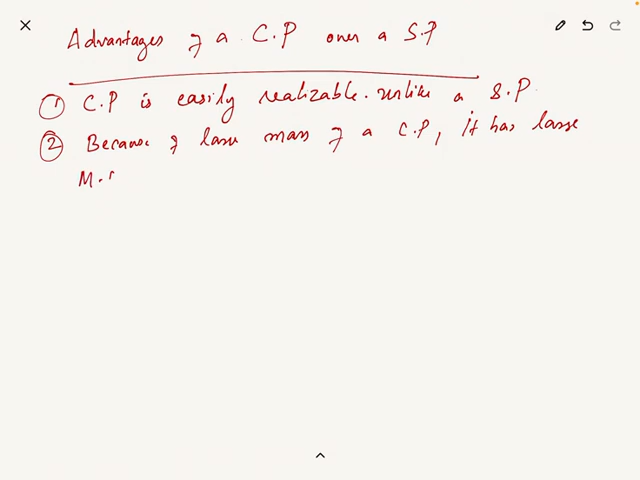 Advantages of a C.P over a S.P
① C.P is easily realizable unlike a S.P.
② Because of large mass of a C.P, it has large
M.